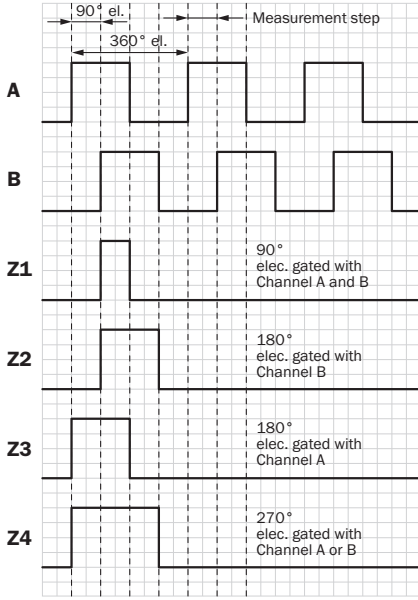 90° el.
Measurement step
360° el.
A
B
Z1
90°
elec. gated with
Channel A and B
Z2
180°
elec. gated with
Channel B
Z3
180°
elec. gated with
Channel A
Z4
270°
elec. gated with
Channel A or B